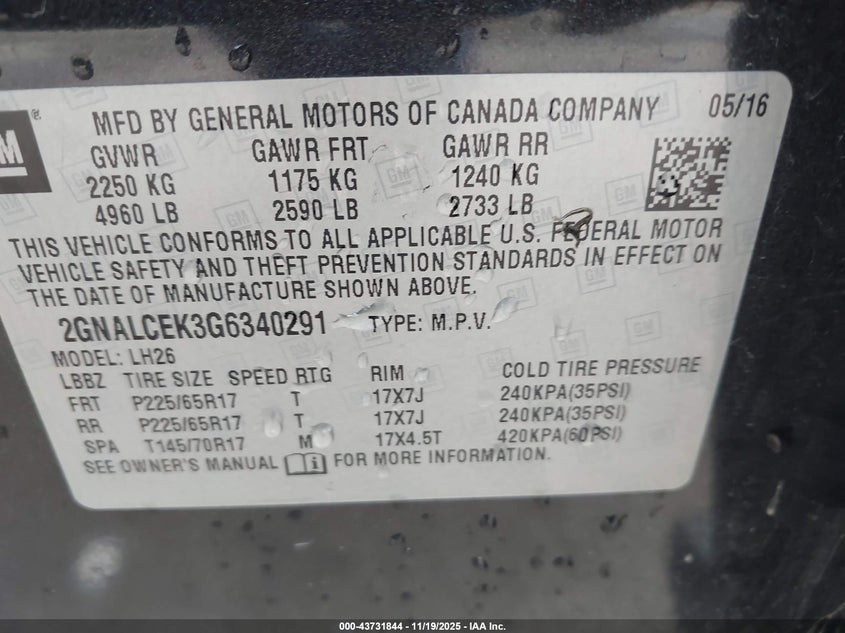 MFD BY GENERAL MOTORS OF CANADA COMPANY 05/16
GVWR GAWR FRT GAWR RR
2250 KG 1175 KG 1240 KG
4960 LB 2590 LB 2733 LB
THIS VEHICLE CONFORMS TO ALL APPLICABLE U.S. FEDERAL MOTOR
VEHICLE SAFETY AND THEFT PREVENTION STANDARDS IN EFFECT ON
THE DATE OF MANUFACTURE SHOWN ABOVE.
2GNALCEK3G6340291 TYPE: M.P.V.
MODEL: LH26
LBBZ TIRE SIZE SPEED RTG RIM COLD TIRE PRESSURE
FRT P225/65R17 T 17X7J 240KPA(35PSI)
RR P225/65R17 T 17X7J 240KPA(35PSI)
SPA T145/70R17 M 17X4.5T 420KPA(60PSI)
SEE OWNER'S MANUAL FOR MORE INFORMATION.
000-43731844 | 11/19/2025 - IAA Inc.